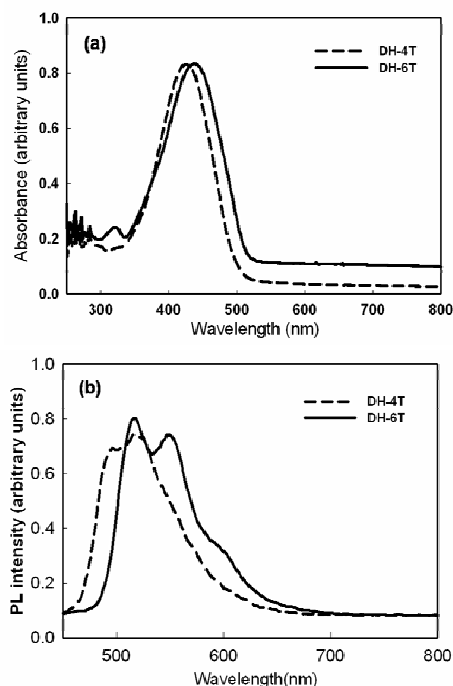 (a)
DH-4T
DH-6T
Absorbance (arbitrary units)
1.0
0.8
0.6
0.4
0.2
0.0
300 400 500 600 700 800
Wavelength (nm)
(b)
DH-4T
DH-6T
PL intensity (arbitrary units)
1.0
0.8
0.6
0.4
0.2
0.0
500 600 700 800
Wavelength(nm)